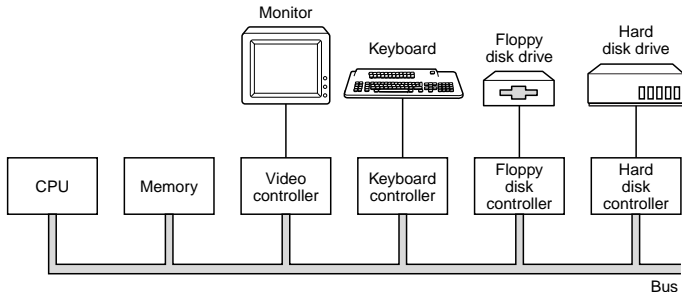 Monitor
Keyboard
Floppy
disk drive
Hard
disk drive
CPU
Memory
Video
controller
Keyboard
controller
Floppy
disk
controller
Hard
disk
controller
Bus